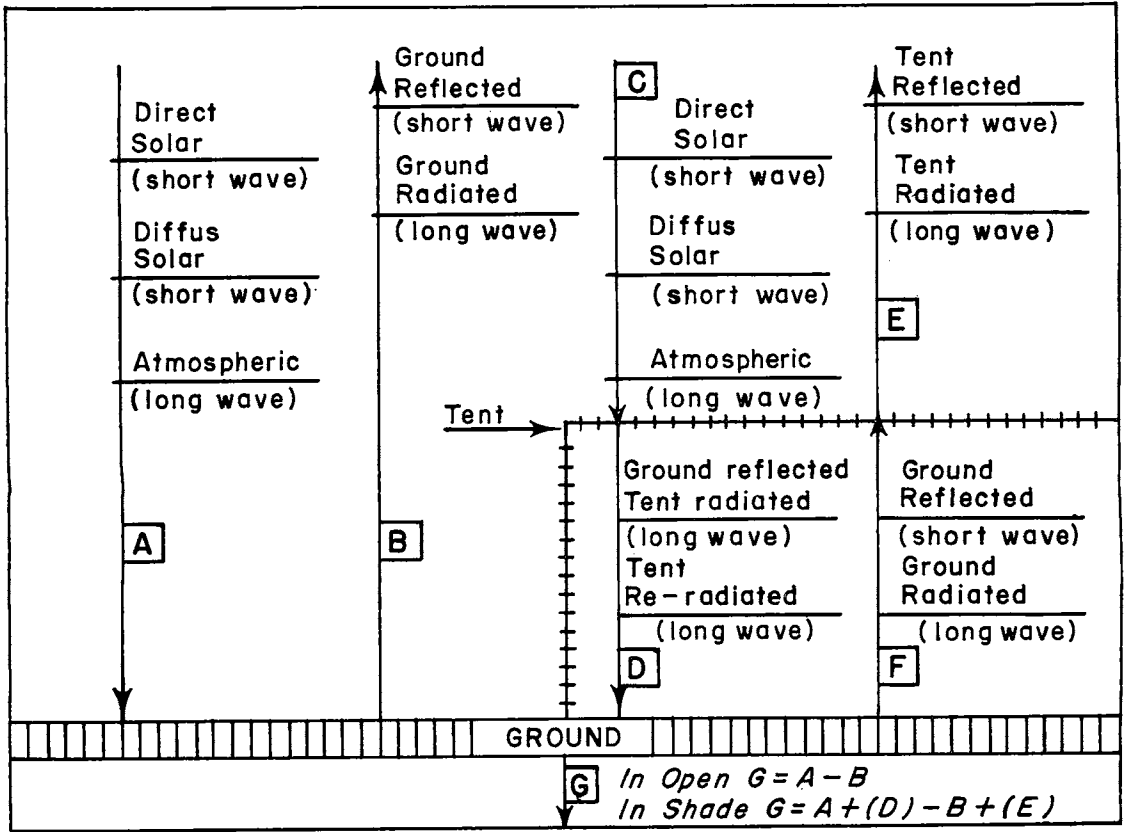 Direct
Solar
(short wave)
Diffus
Solar
(short wave)
Atmospheric
(long wave)
A
Ground
Reflected
(short wave)
Ground
Radiated
(long wave)
B
C
Direct
Solar
(short wave)
Diffus
Solar
(short wave)
Atmospheric
(long wave)
Tent
Reflected
(short wave)
Tent
Radiated
(long wave)
E
Tent
Ground reflected
Tent radiated
(long wave)
Tent
Re-radiated
(long wave)
D
Ground
Reflected
(short wave)
Ground
Radiated
(long wave)
F
GROUND
G
In Open G=A-B
In Shade G=A+(D)-B+(E)